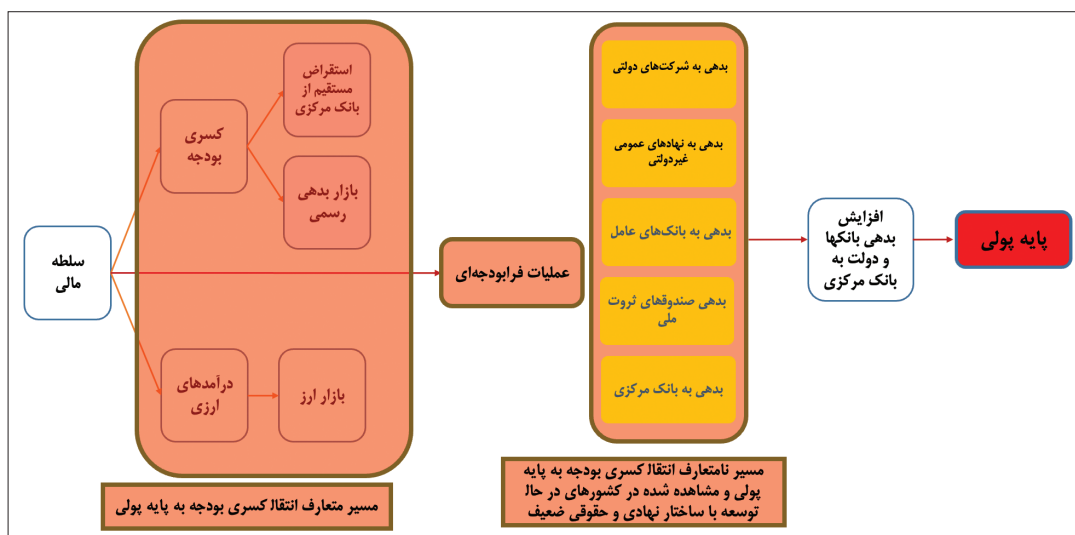 سلطه
مالی
کسری
بودجه
استقراض
مستقیم از
بانک مرکزی
بازار بدهی
رسمی
درآمدهای
ارزی
بازار ارز
مسیر متعارف انتقال کسری بودجه به پایه پولی
عملیات فرابودجه‌ای
بدهی به شرکت‌های دولتی
بدهی به نهادهای عمومی
غیردولتی
بدهی به بانک‌های عامل
بدهی صندوقهای ثروت
ملی
بدهی به بانک مرکزی
مسیر نامتعارف انتقال کسری بودجه به پایه
پولی و مشاهده شده در کشورهای در حال
توسعه با ساختار نهادی و حقوقی ضعیف
افزایش
بدهی بانکها
و دولت به
بانک مرکزی
پایه پولی